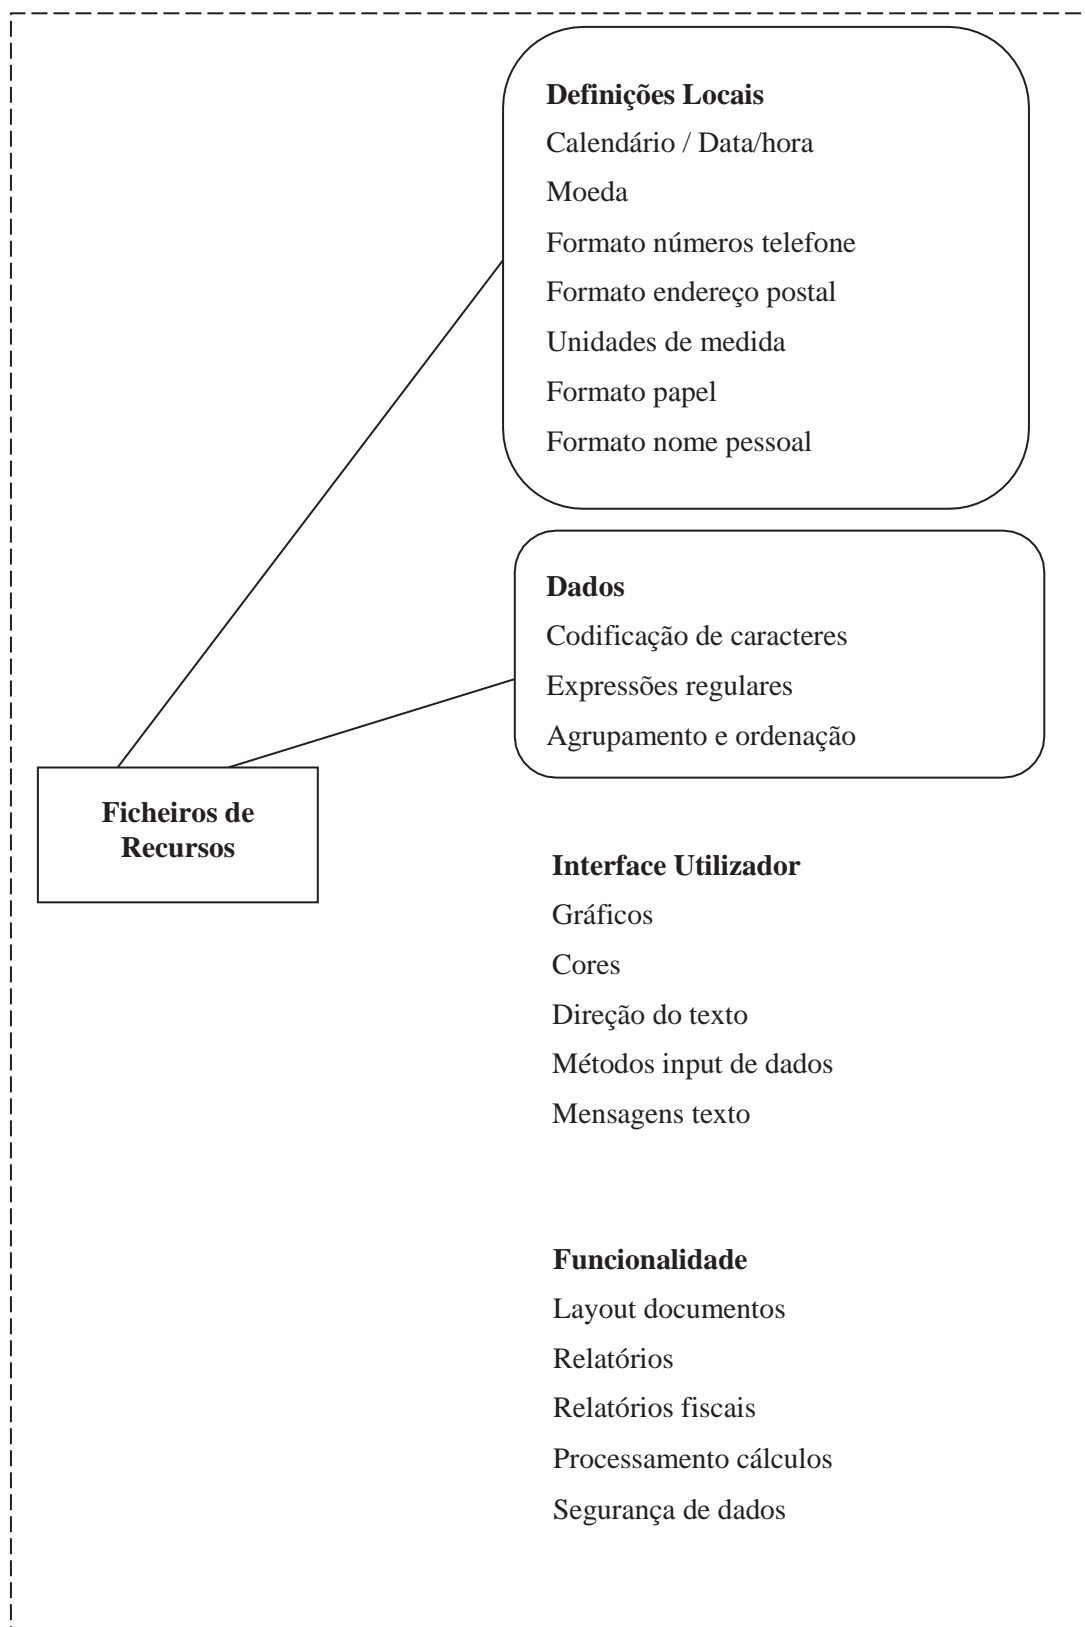 Definições Locais
Calendário / Data/hora
Moeda
Formato números telefone
Formato endereço postal
Unidades de medida
Formato papel
Formato nome pessoal
Dados
Codificação de caracteres
Expressões regulares
Agrupamento e ordenação
Ficheiros de
Recursos
Interface Utilizador
Gráficos
Cores
Direção do texto
Métodos input de dados
Mensagens texto
Funcionalidade
Layout documentos
Relatórios
Relatórios fiscais
Processamento cálculos
Segurança de dados